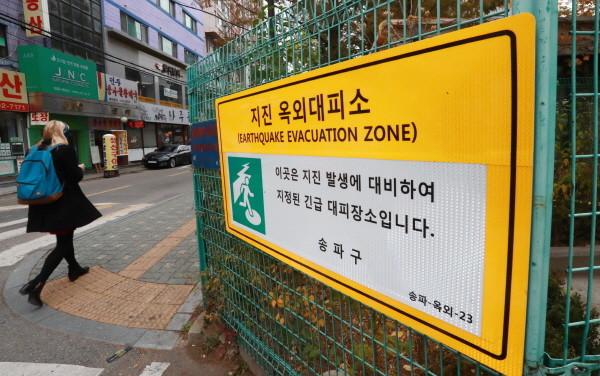 지진 옥외대피소
(EARTHQUAKE EVACUATION ZONE)
이곳은 지진 발생에 대비하여
지정된 긴급 대피장소입니다.
송파구
송파-옥외-23
JNC
산